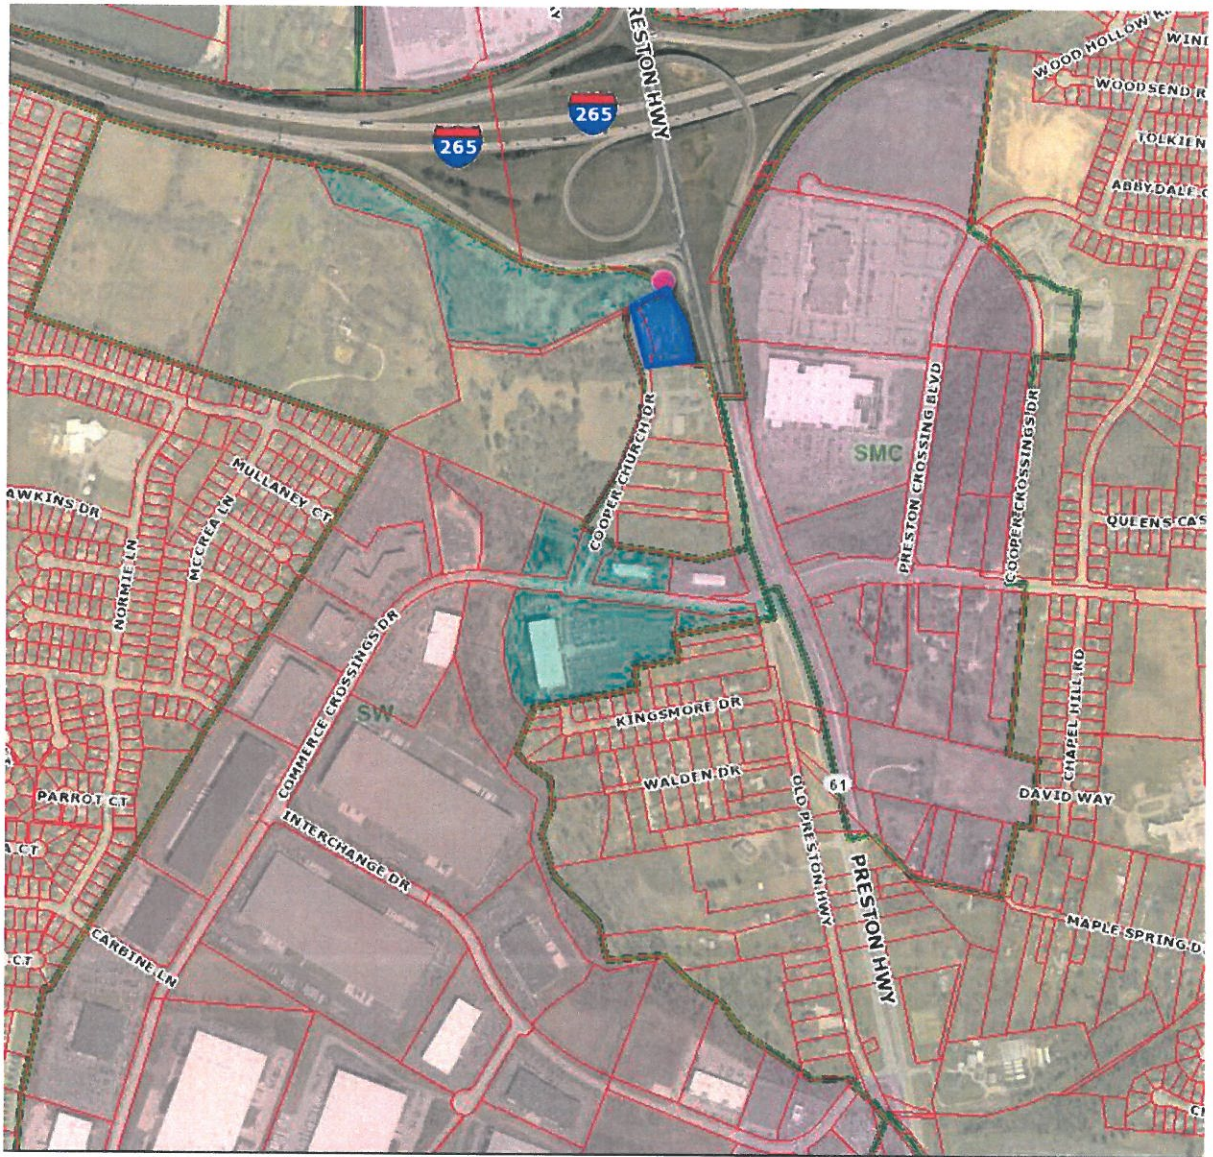 PRESTON HWY
WOOD HOLLOW R
WIND
WOODSEND R
265
265
TOLKIEN
ABBYDALE C
PRESTON CROSSING BLVD
COOPER CROSSINGS DR
COOPER CHURCH DR
SMC
MULLANEY CT
AWKINS DR
MCCREA LN
NORMIE LN
QUEENS CAS
COMMERCE CROSSINGS DR
SW
KINGSMORE DR
CHAPEL HILL RD
WALDEN DR
61
DAVID WAY
PARROT CT
OLD PRESTON HWY
INTERCHANGE DR
A CT
PRESTON HWY
MAPLE SPRING D
CARBINE LN
CT